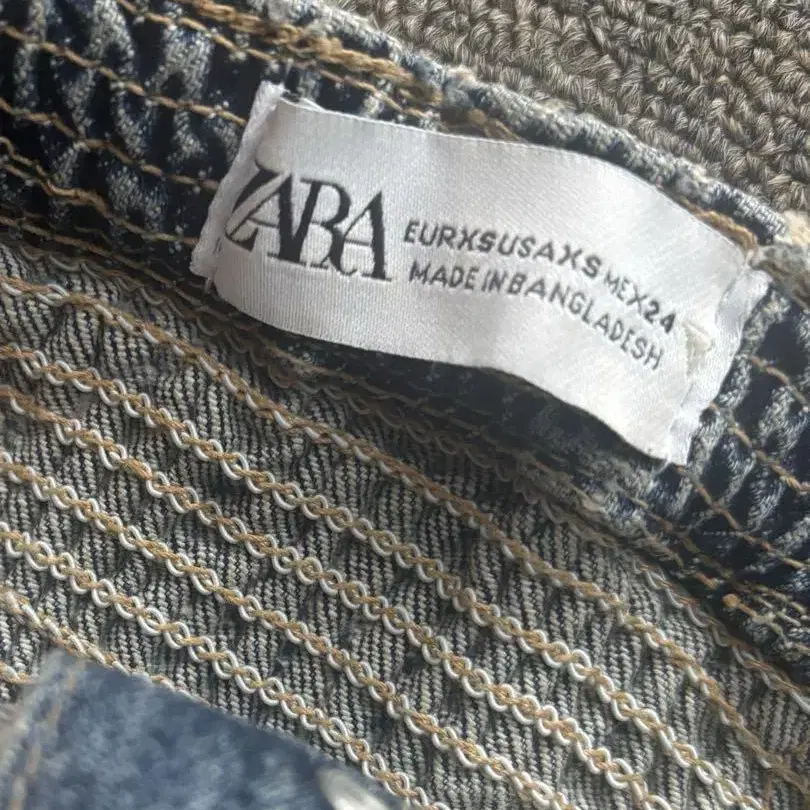 ZARA
EUR XS USA XS MEX 24
MADE IN BANGLADESH